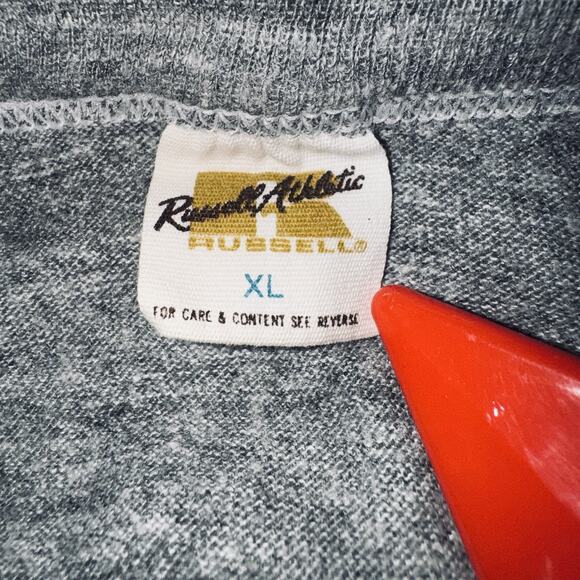 Russell Athletic
RUSSELL®
XL
FOR CARE & CONTENT SEE REVERSE